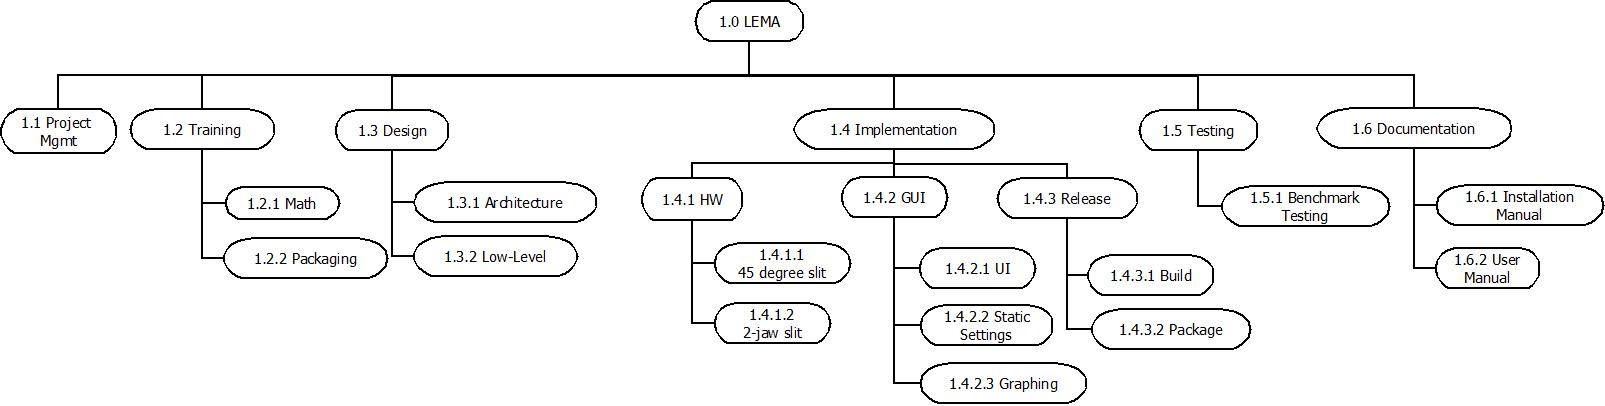 1.0 LEMA
1.1 Project
Mgmt
1.2 Training
1.2.1 Math
1.2.2 Packaging
1.3 Design
1.3.1 Architecture
1.3.2 Low-Level
1.4 Implementation
1.4.1 HW
1.4.1.1
45 degree slit
1.4.1.2
2-jaw slit
1.4.2 GUI
1.4.2.1 UI
1.4.2.2 Static
Settings
1.4.2.3 Graphing
1.4.3 Release
1.4.3.1 Build
1.4.3.2 Package
1.5 Testing
1.5.1 Benchmark
Testing
1.6 Documentation
1.6.1 Installation
Manual
1.6.2 User
Manual